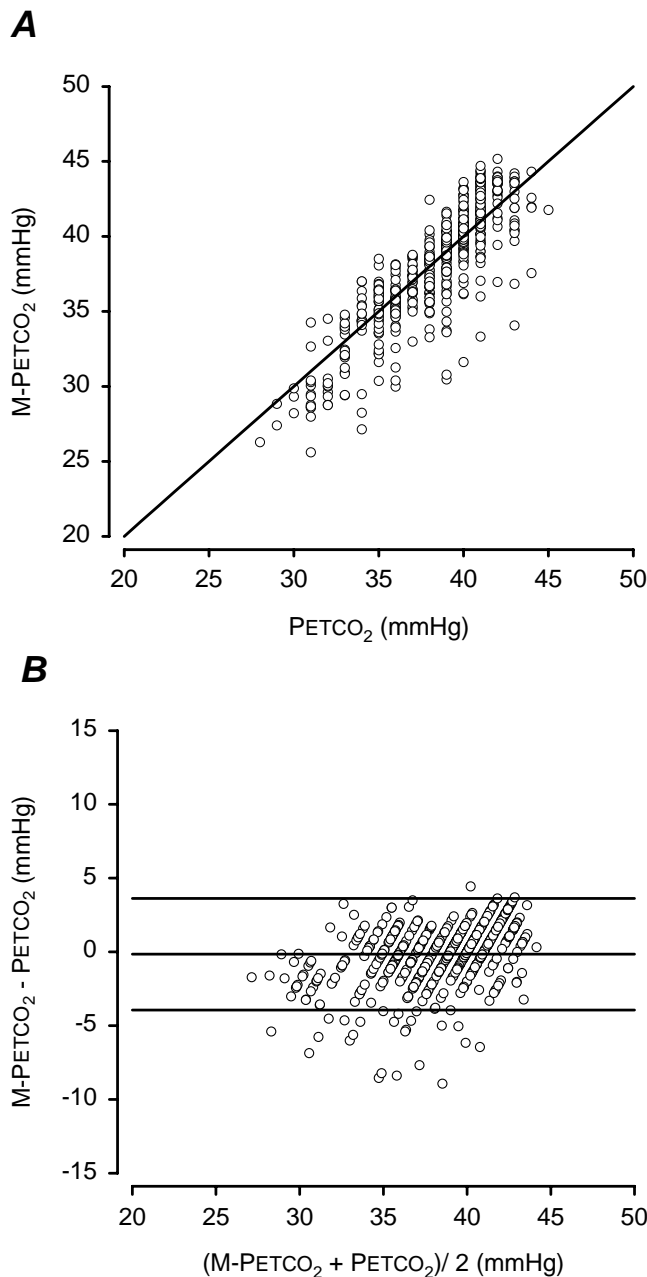 A
50
45
40
35
30
25
20
M-PETCO2 (mmHg)
20 25 30 35 40 45 50
PETCO2 (mmHg)
B
15
10
5
0
-5
-10
-15
M-PETCO2 - PETCO2 (mmHg)
20 25 30 35 40 45 50
(M-PETCO2 + PETCO2)/ 2 (mmHg)